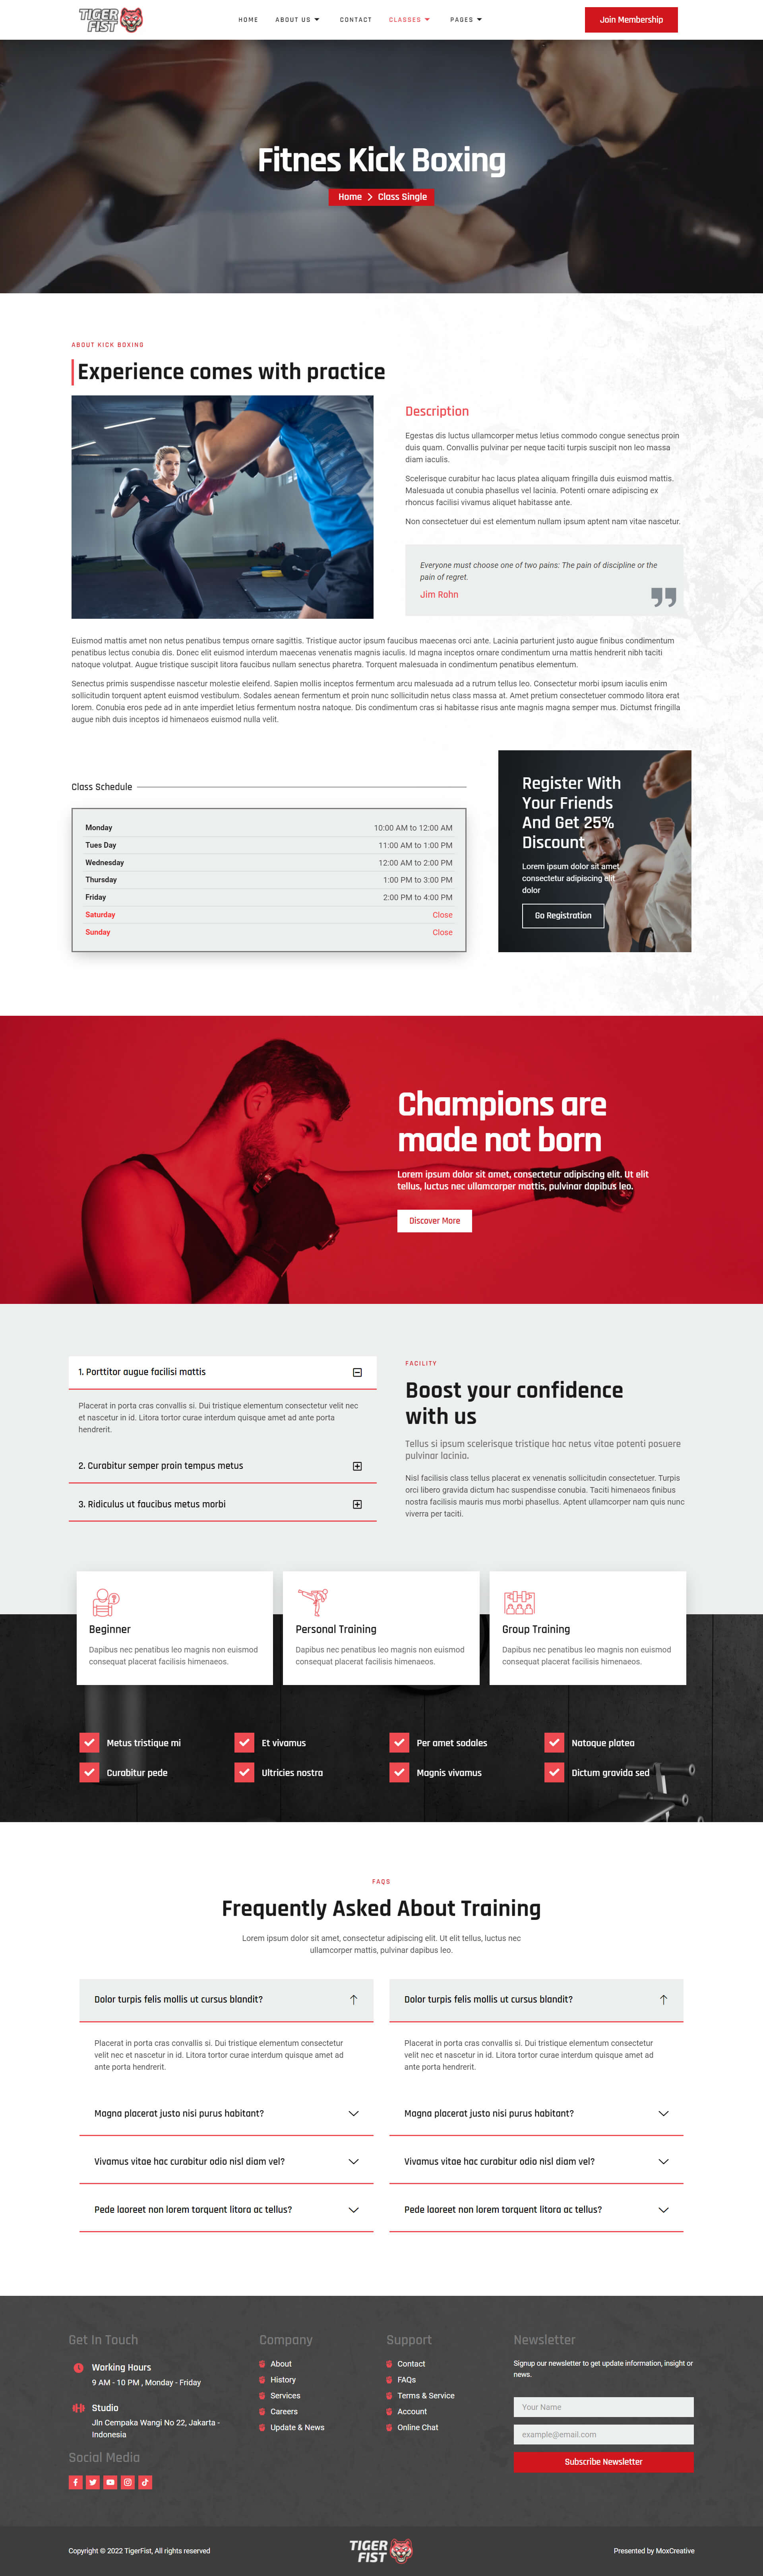 TIGER
FIST
HOME ABOUT US CONTACT CLASSES PAGES
Join Membership
Fitnes Kick Boxing
Home > Class Single
ABOUT KICK BOXING
Experience comes with practice
Description
Egestas dis luctus ullamcorper metus letius commodo congue senectus proin
duis quam. Convallis pulvinar per neque taciti turpis suscipit non leo massa
diam iaculis.
Scelerisque curabitur hac lacus platea aliquam fringilla duis euismod mattis.
Malesuada ut conubia phasellus vel lacinia. Potenti ornare adipiscing ex
rhoncus facilisi vivamus aliquet habitasse ante.
Non consectetuer dui est elementum nullam ipsum aptent nam vitae nascetur.
Everyone must choose one of two pains: The pain of discipline or the
pain of regret.
Jim Rohn
Euismod mattis amet non netus penatibus tempus ornare sagittis. Tristique auctor ipsum faucibus maecenas orci ante. Lacinia parturient justo augue finibus condimentum
penatibus lectus conubia dis. Donec elit euismod interdum maecenas venenatis magnis iaculis. Id magna inceptos ornare condimentum urna mattis hendrerit nibh taciti
natoque volutpat. Augue tristique suscipit litora faucibus nullam senectus pharetra. Torquent malesuada in condimentum penatibus elementum.
Senectus primis suspendisse nascetur molestie eleifend. Sapien mollis inceptos fermentum arcu malesuada ad a rutrum tellus leo. Consectetur morbi ipsum iaculis enim
sollicitudin torquent aptent euismod vestibulum. Sodales aenean fermentum et proin nunc sollicitudin netus class massa at. Amet pretium consectetuer commodo litora erat
lorem. Conubia eros pede ad in ante imperdiet letius fermentum nostra natoque. Dis condimentum cras si habitasse risus ante magnis magna semper mus. Dictumst fringilla
augue nibh duis inceptos id himenaeos euismod nulla velit.
Class Schedule
Monday 10:00 AM to 12:00 AM
Tues Day 11:00 AM to 1:00 PM
Wednesday 12:00 AM to 2:00 PM
Thursday 1:00 PM to 3:00 PM
Friday 2:00 PM to 4:00 PM
Saturday Close
Sunday Close
Register With
Your Friends
And Get 25%
Discount
Lorem ipsum dolor sit amet
consectetur adipiscing elit
dolor
Go Registration
Champions are
made not born
Lorem ipsum dolor sit amet, consectetur adipiscing elit. Ut elit
tellus, luctus nec ullamcorper mattis, pulvinar dapibus leo.
Discover More
1. Porttitor augue facilisi mattis
Placerat in porta cras convallis si. Dui tristique elementum consectetur velit nec
et nascetur in id. Litora tortor curae interdum quisque amet ad ante porta
hendrerit.
2. Curabitur semper proin tempus metus
3. Ridiculus ut faucibus metus morbi
FACILITY
Boost your confidence
with us
Tellus si ipsum scelerisque tristique hac netus vitae potenti posuere
pulvinar lacinia.
Nisl facilisis class tellus placerat ex venenatis sollicitudin consectetuer. Turpis
orci libero gravida dictum hac suspendisse conubia. Taciti himenaeos finibus
nostra facilisis mauris mus morbi phasellus. Aptent ullamcorper nam quis nunc
viverra per taciti.
Beginner
Dapibus nec penatibus leo magnis non euismod
consequat placerat facilisis himenaeos.
Personal Training
Dapibus nec penatibus leo magnis non euismod
consequat placerat facilisis himenaeos.
Group Training
Dapibus nec penatibus leo magnis non euismod
consequat placerat facilisis himenaeos.
Metus tristique mi Et vivamus Per amet sodales Natoque platea
Curabitur pede Ultricies nostra Magnis vivamus Dictum gravida sed
FAQS
Frequently Asked About Training
Lorem ipsum dolor sit amet, consectetur adipiscing elit. Ut elit tellus, luctus nec
ullamcorper mattis, pulvinar dapibus leo.
Dolor turpis felis mollis ut cursus blandit?
Placerat in porta cras convallis si. Dui tristique elementum consectetur
velit nec et nascetur in id. Litora tortor curae interdum quisque amet ad
ante porta hendrerit.
Magna placerat justo nisi purus habitant?
Vivamus vitae hac curabitur odio nisl diam vel?
Pede laoreet non lorem torquent litora ac tellus?
Dolor turpis felis mollis ut cursus blandit?
Placerat in porta cras convallis si. Dui tristique elementum consectetur
velit nec et nascetur in id. Litora tortor curae interdum quisque amet ad
ante porta hendrerit.
Magna placerat justo nisi purus habitant?
Vivamus vitae hac curabitur odio nisl diam vel?
Pede laoreet non lorem torquent litora ac tellus?
Get In Touch
Working Hours
9 AM - 10 PM , Monday - Friday
Studio
Jln Cempaka Wangi No 22, Jakarta -
Indonesia
Social Media
Company
About
History
Services
Careers
Update & News
Support
Contact
FAQs
Terms & Service
Account
Online Chat
Newsletter
Signup our newsletter to get update information, insight or
news.
Your Name
example@email.com
Subscribe Newsletter
Copyright © 2022 TigerFist, All rights reserved
TIGER
FIST
Presented by MoxCreative